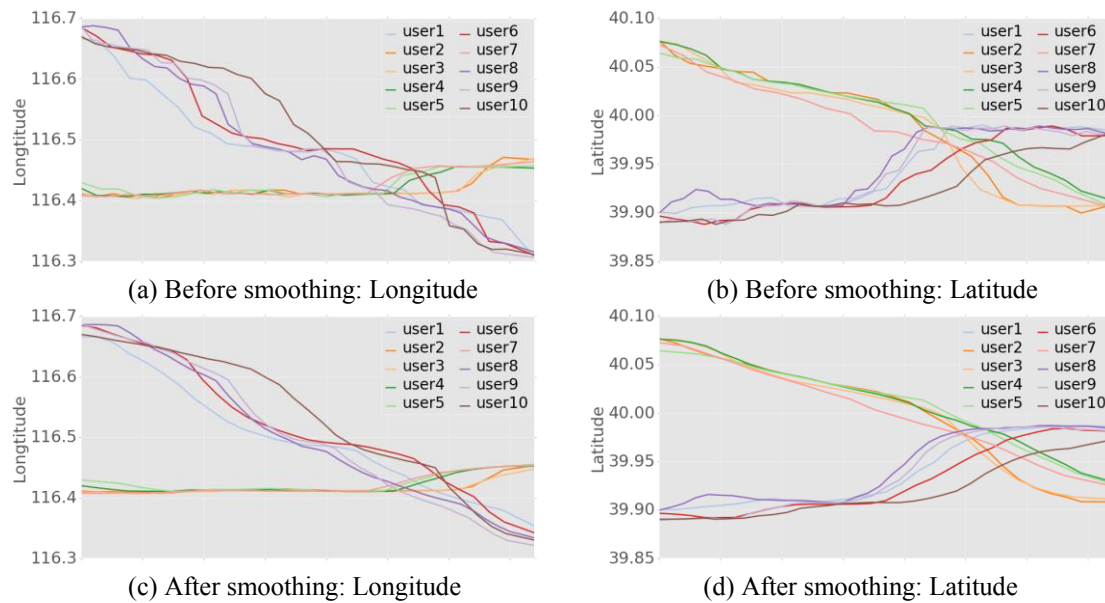 116.7
116.6
116.5
116.4
116.3
Longtitude
user1 user6
user2 user7
user3 user8
user4 user9
user5 user10
(a) Before smoothing: Longitude
40.10
40.05
40.00
39.95
39.90
39.85
Latitude
user1 user6
user2 user7
user3 user8
user4 user9
user5 user10
(b) Before smoothing: Latitude
116.7
116.6
116.5
116.4
116.3
Longtitude
user1 user6
user2 user7
user3 user8
user4 user9
user5 user10
(c) After smoothing: Longitude
40.10
40.05
40.00
39.95
39.90
39.85
Latitude
user1 user6
user2 user7
user3 user8
user4 user9
user5 user10
(d) After smoothing: Latitude